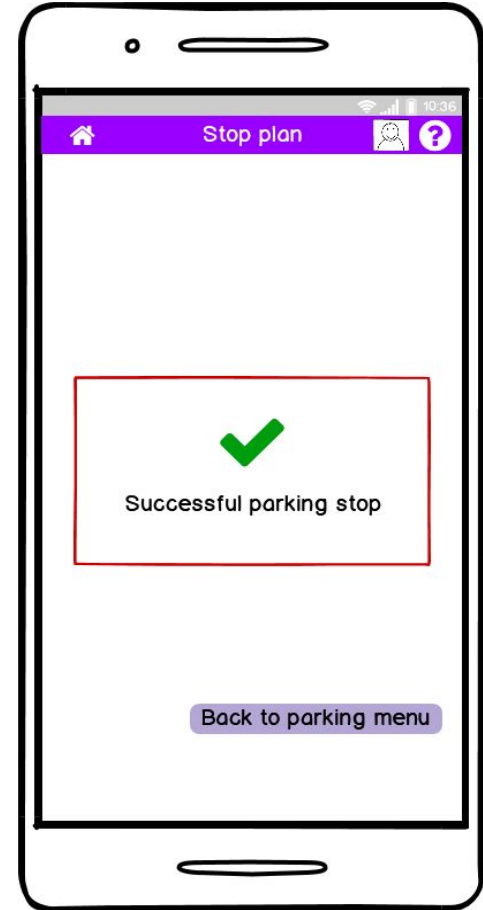 10:36
Stop plan
?
Successful parking stop
Back to parking menu